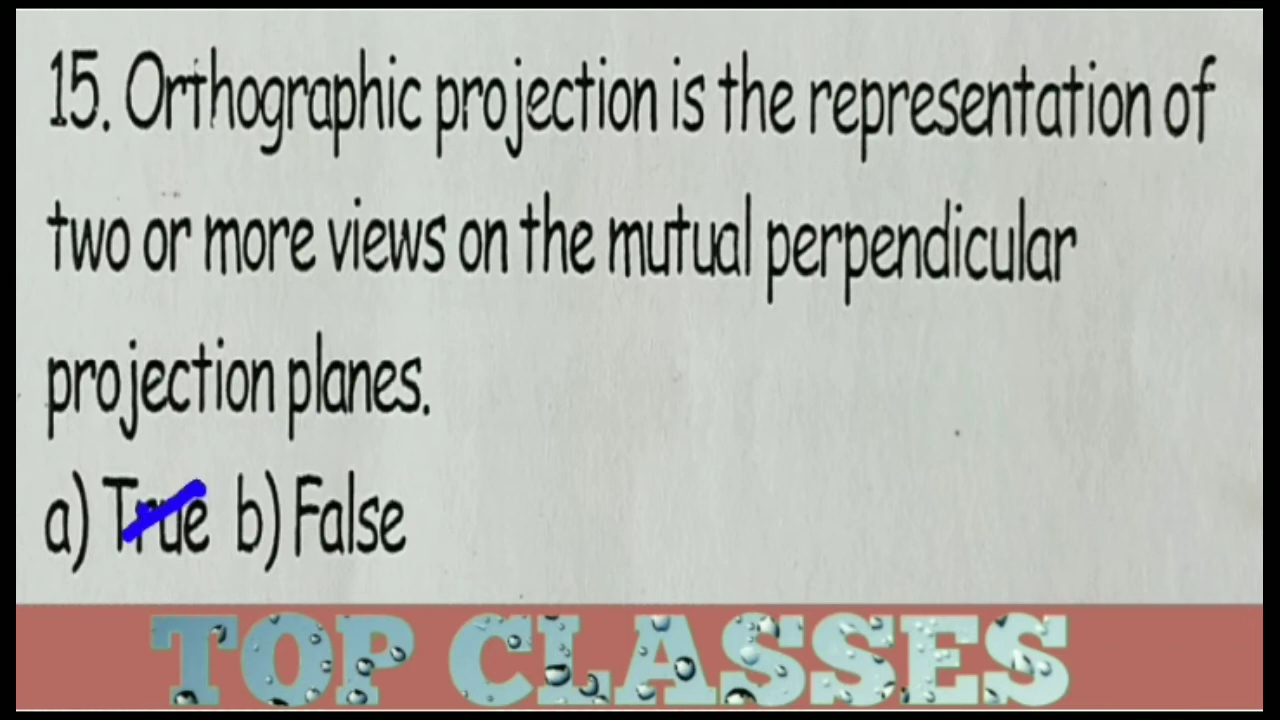 15. Orthographic projection is the representation of
two or more views on the mutual perpendicular
projection planes.
a) True b) False
TOP CLASSES